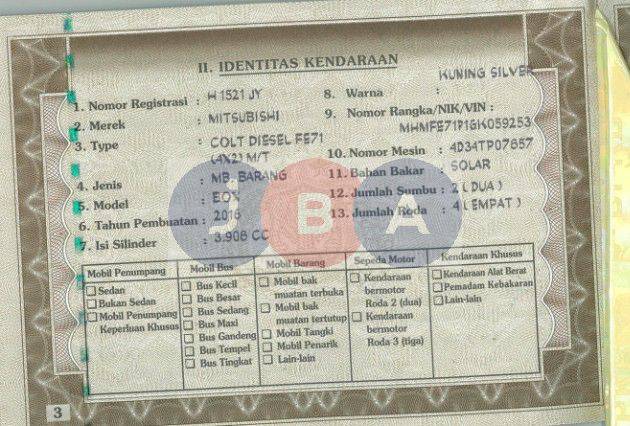 II. IDENTITAS KENDARAAN
1. Nomor Registrasi : H 1521 JY
2. Merek : MITSUBISHI
3. Type : COLT DIESEL FE71
(4X2) M/T
4. Jenis : MB. BARANG
5. Model : BOX
6. Tahun Pembuatan : 2016
7. Isi Silinder : 3.908 CC
8. Warna : KUNING SILVER
9. Nomor Rangka/NIK/VIN :
MHMFE71P1GK059253
10. Nomor Mesin : 4D34TP07657
11. Bahan Bakar : SOLAR
12. Jumlah Sumbu : 2 ( DUA )
13. Jumlah Roda : 4 ( EMPAT )
JBA
Mobil Penumpang
Sedan
Bukan Sedan
Mobil Penumpang
Keperluan Khusus
Mobil Bus
Bus Kecil
Bus Besar
Bus Sedang
Bus Maxi
Bus Gandeng
Bus Tempel
Bus Tingkat
Mobil Barang
Mobil bak
muatan terbuka
Mobil bak
muatan tertutup
Mobil Tangki
Mobil Penarik
Lain-lain
Sepeda Motor
Kendaraan
bermotor
Roda 2 (dua)
Kendaraan
bermotor
Roda 3 (tiga)
Kendaraan Khusus
Kendaraan Alat Berat
Pemadam Kebakaran
Lain-lain
3